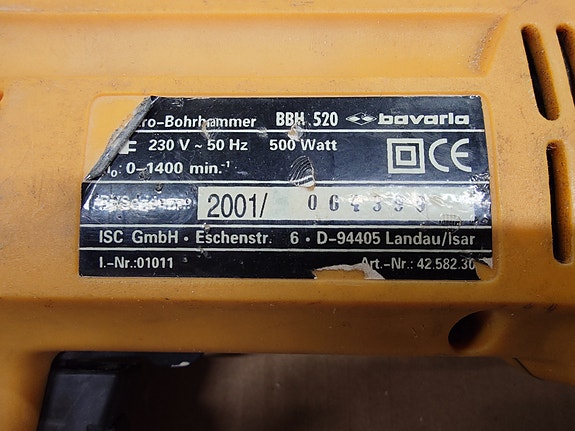 ro-Bohrhammer BBH 520 bavaria
230 V ~ 50 Hz 500 Watt
0-1400 min.⁻¹ CE
2001/
ISC GmbH • Eschenstr. 6 • D-94405 Landau/Isar
I.-Nr.:01011 Art.-Nr.: 42.582.30